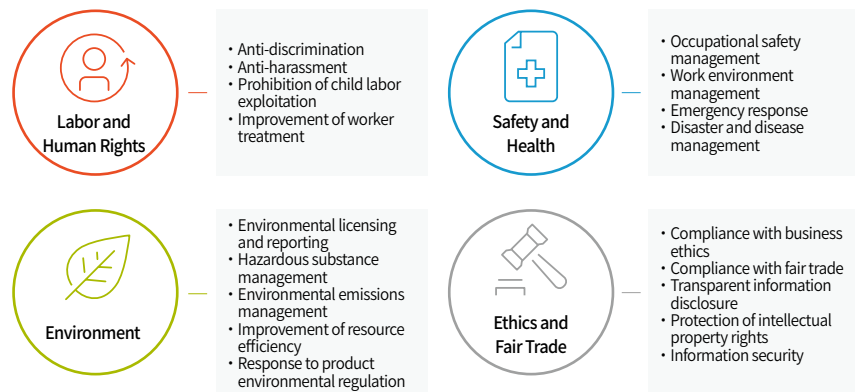 Labor and
Human Rights
・Anti-discrimination
・Anti-harassment
・Prohibition of child labor
exploitation
・Improvement of worker
treatment
Safety and
Health
・Occupational safety
management
・Work environment
management
・Emergency response
・Disaster and disease
management
Environment
・Environmental licensing
and reporting
・Hazardous substance
management
・Environmental emissions
management
・Improvement of resource
efficiency
・Response to product
environmental regulation
Ethics and
Fair Trade
・Compliance with business
ethics
・Compliance with fair trade
・Transparent information
disclosure
・Protection of intellectual
property rights
・Information security